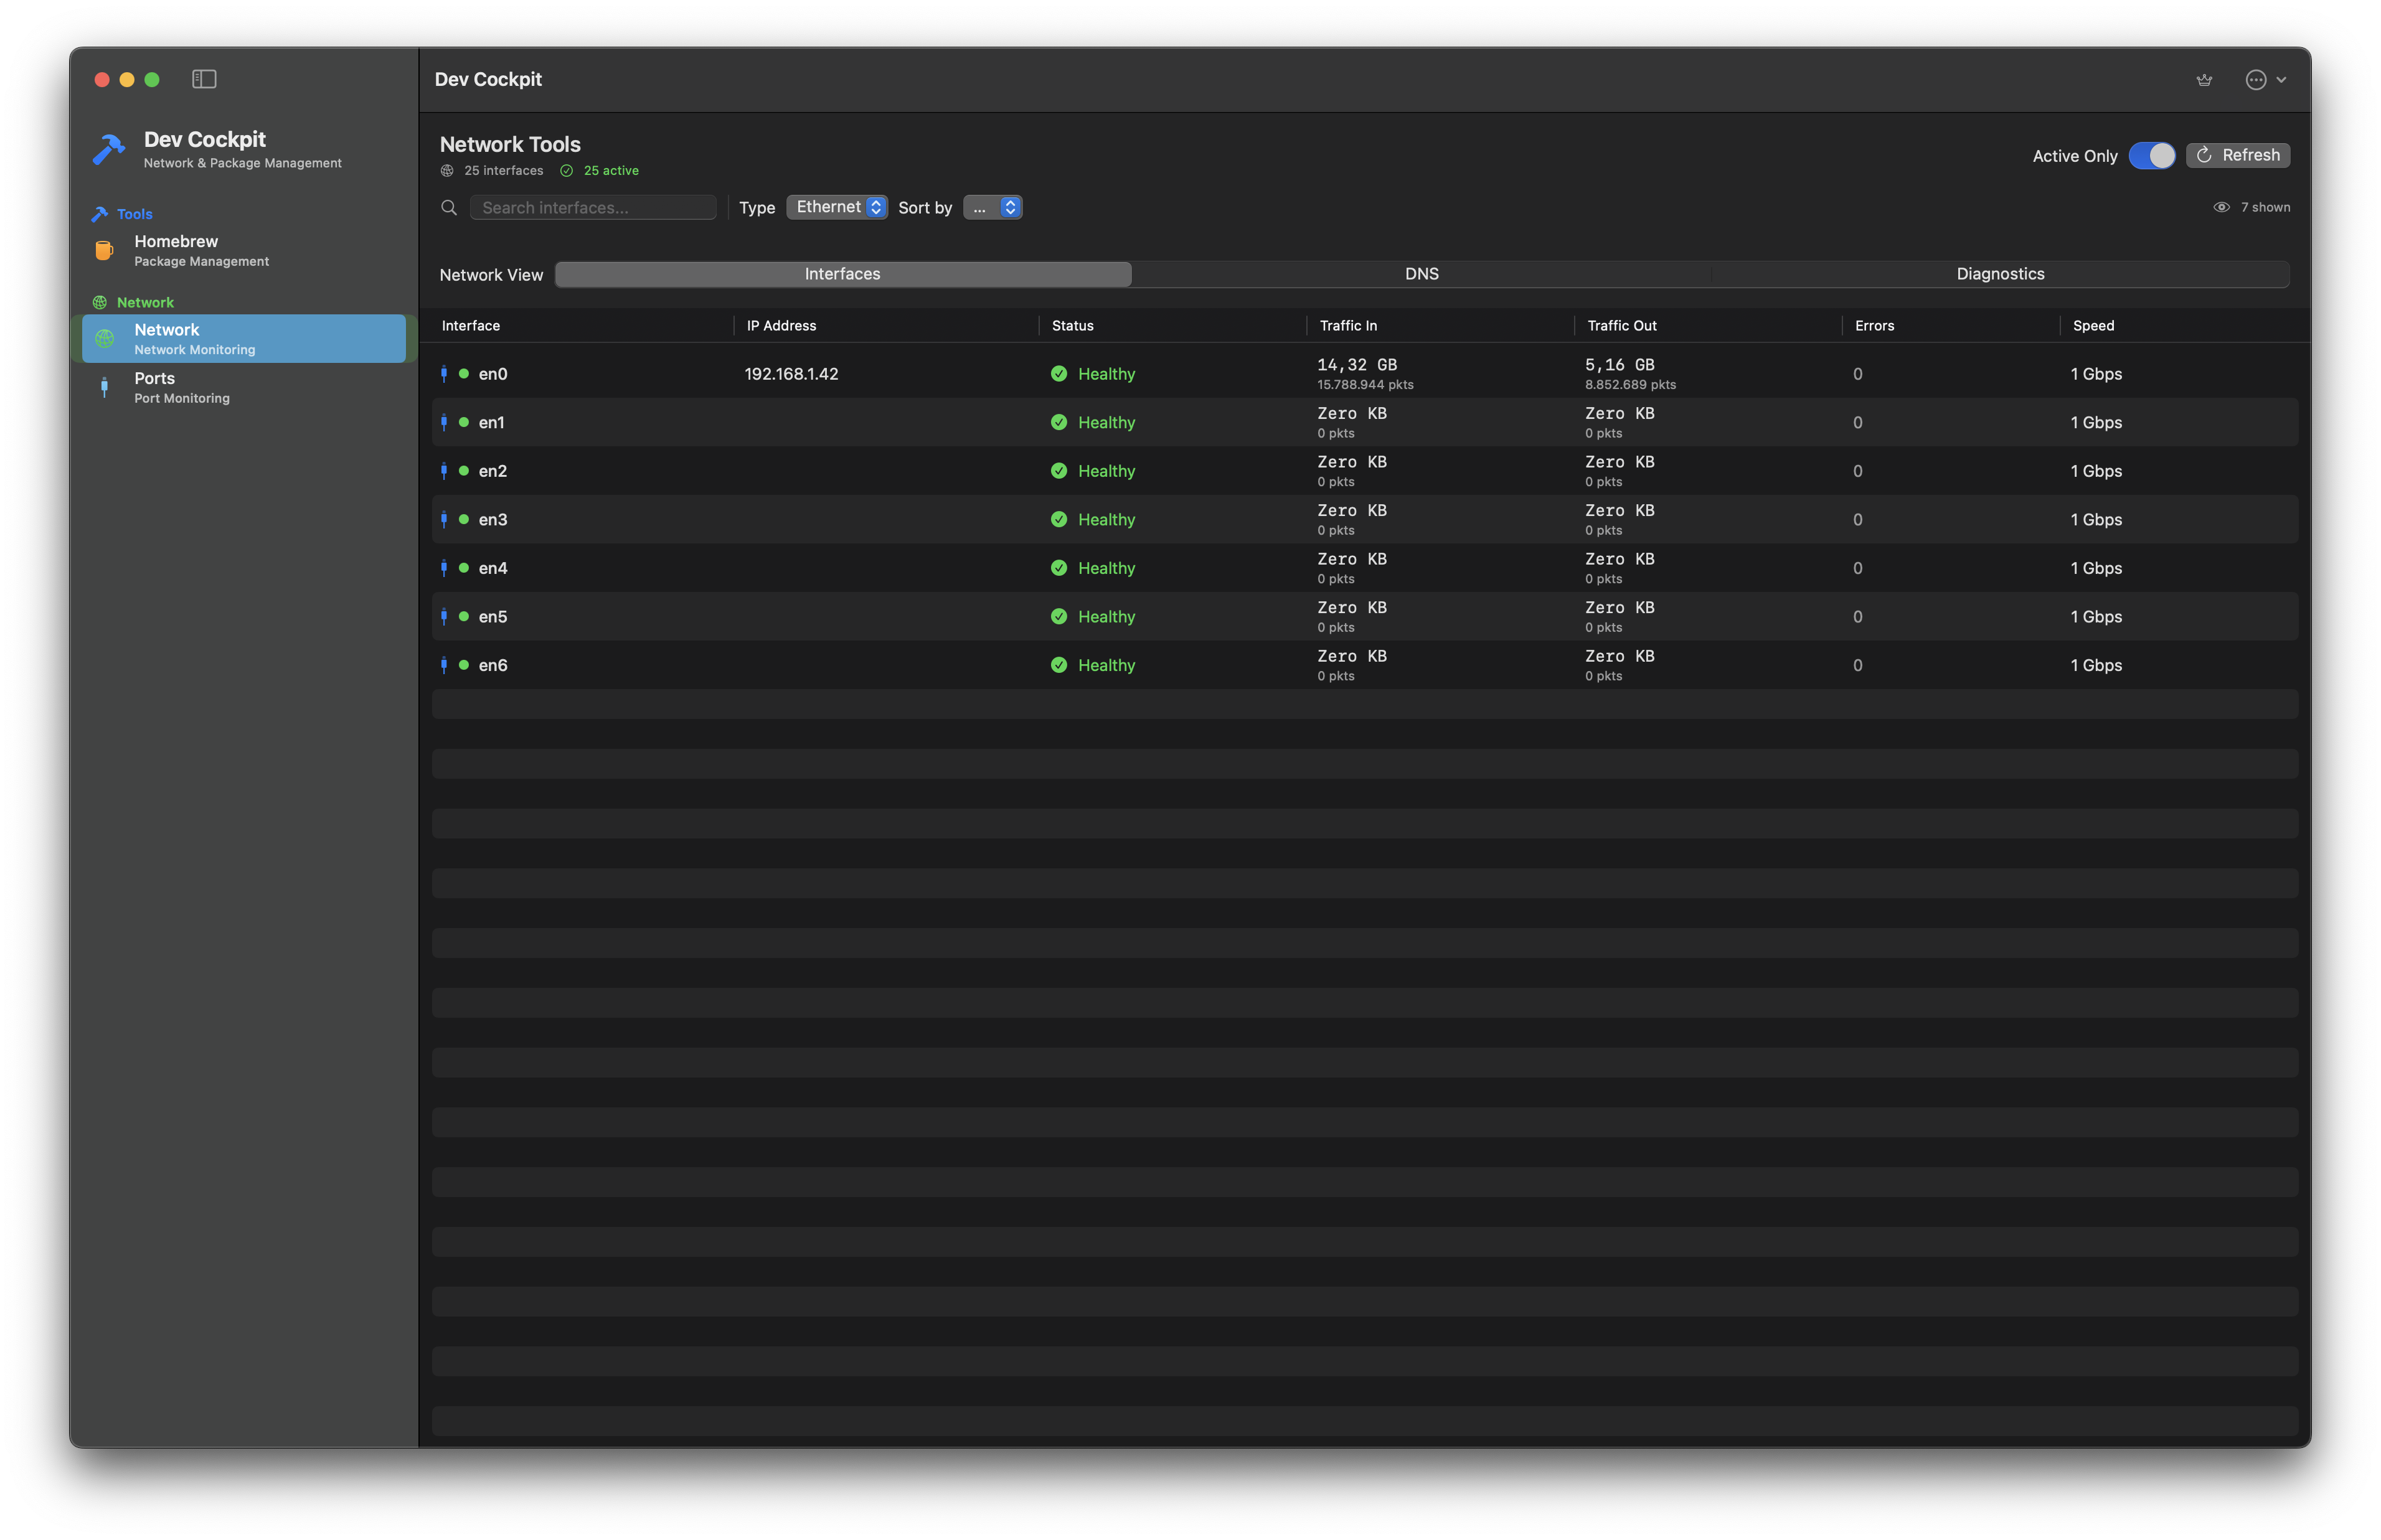 Dev Cockpit
Dev Cockpit
Network & Package Management
Tools
Homebrew
Package Management
Network
Network
Network Monitoring
Ports
Port Monitoring
Network Tools
25 interfaces 25 active
Active Only Refresh
Search interfaces... Type Ethernet Sort by ... 7 shown
Network View Interfaces DNS Diagnostics
Interface IP Address Status Traffic In Traffic Out Errors Speed
en0 192.168.1.42 Healthy 14,32 GB 5,16 GB 0 1 Gbps
15.788.944 pkts 8.852.689 pkts
en1 Healthy Zero KB Zero KB 0 1 Gbps
0 pkts 0 pkts
en2 Healthy Zero KB Zero KB 0 1 Gbps
0 pkts 0 pkts
en3 Healthy Zero KB Zero KB 0 1 Gbps
0 pkts 0 pkts
en4 Healthy Zero KB Zero KB 0 1 Gbps
0 pkts 0 pkts
en5 Healthy Zero KB Zero KB 0 1 Gbps
0 pkts 0 pkts
en6 Healthy Zero KB Zero KB 0 1 Gbps
0 pkts 0 pkts